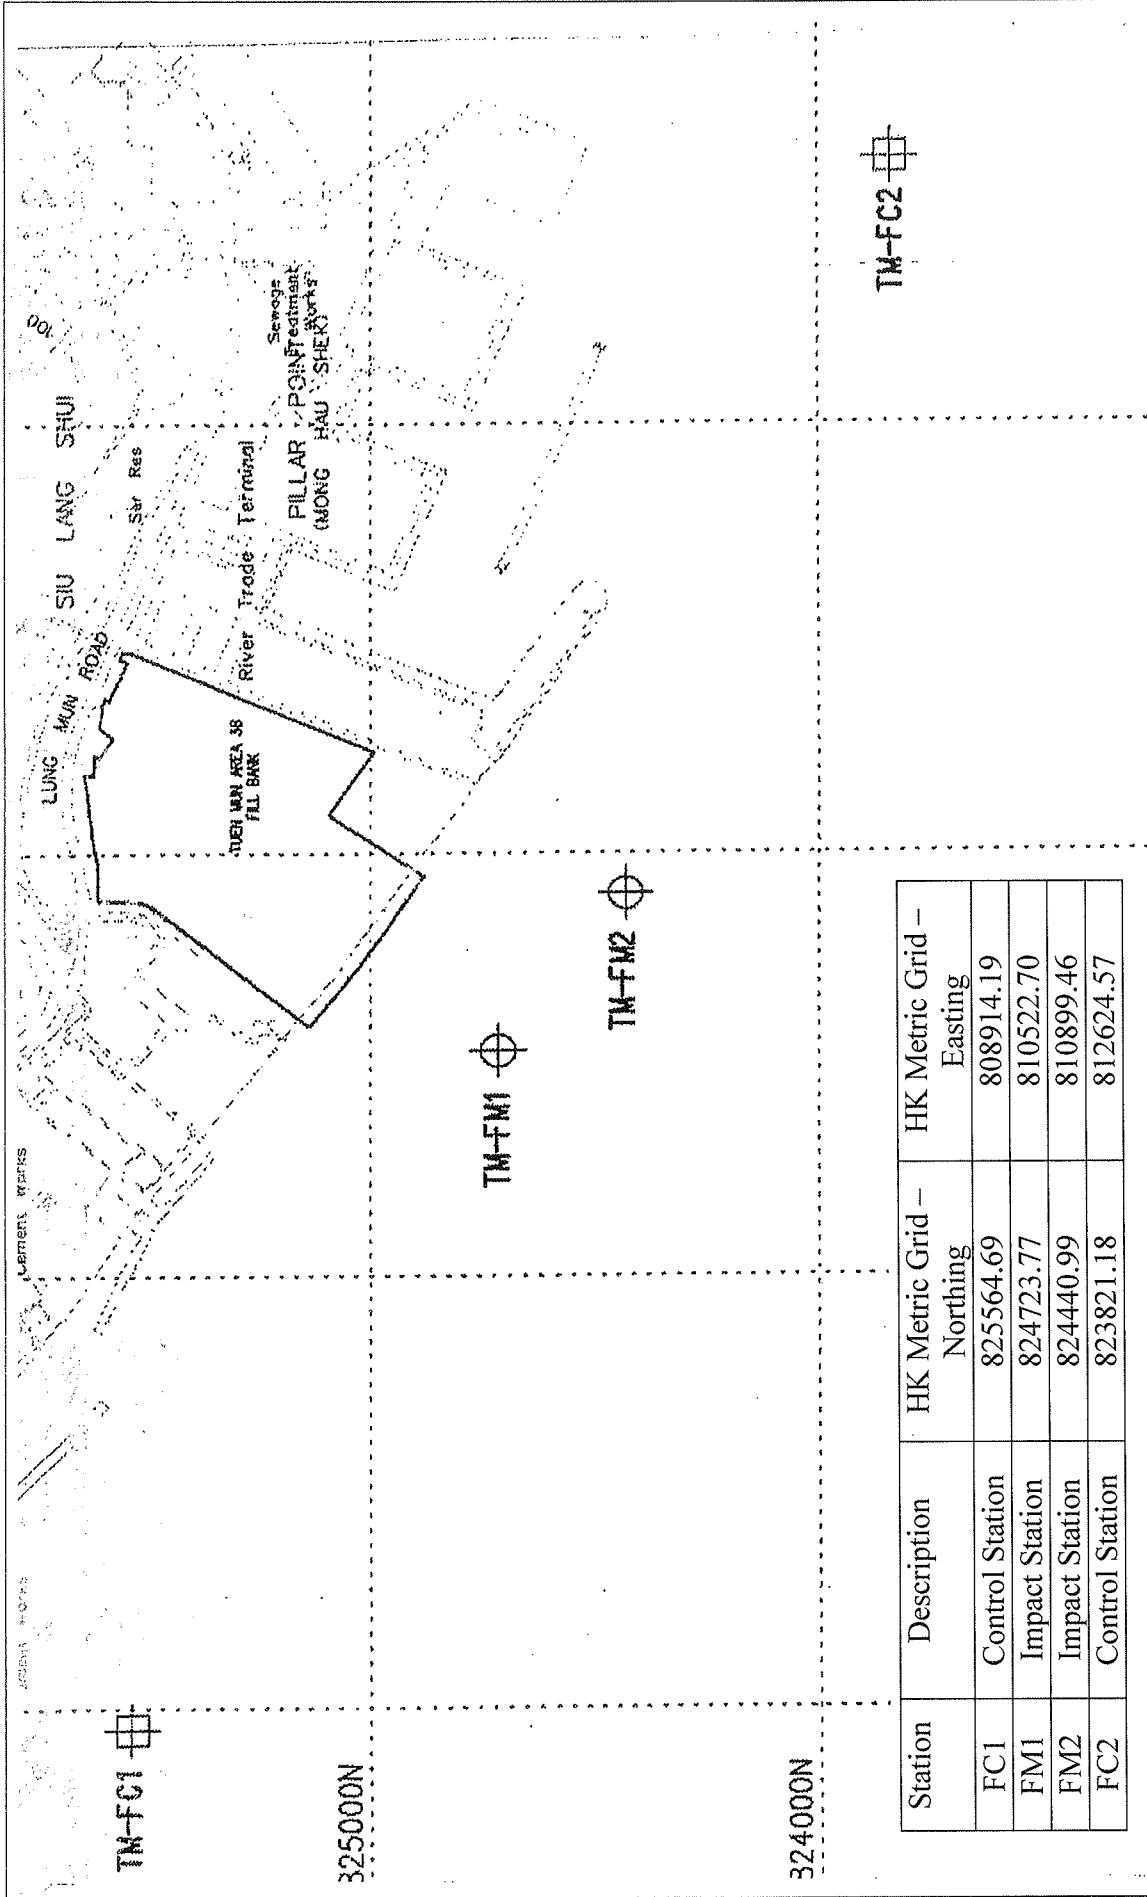 100
SIU LANG SHUI
LUNG MUN ROAD
Ser Res
Sewage
Treatment
Works
PILLAR POINT
(MONG HAU SHEK)
River Trade Terminal
TUEN MUN AREA 38
FILL BANK
Cement Works
TM-FC1
325000N
TM-FM1
TM-FM2
324000N
TM-FC2
Station Description HK Metric Grid – Northing HK Metric Grid – Easting
FC1 Control Station 825564.69 808914.19
FM1 Impact Station 824723.77 810522.70
FM2 Impact Station 824440.99 810899.46
FC2 Control Station 823821.18 812624.57